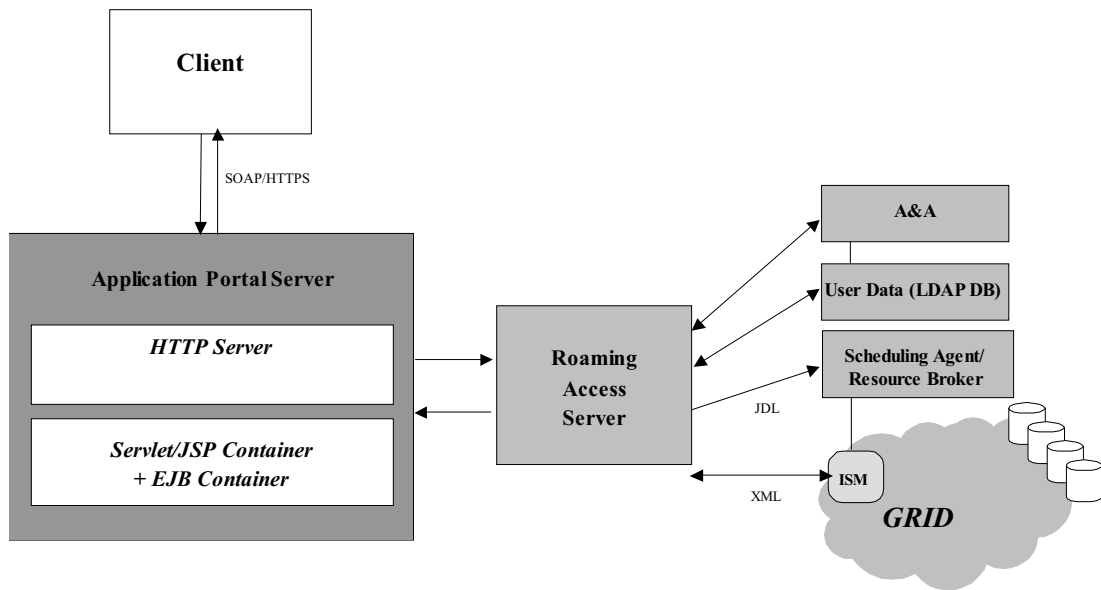 Client
SOAP/HTTPS
Application Portal Server
HTTP Server
Servlet/JSP Container
+ EJB Container
Roaming
Access
Server
A&A
User Data (LDAP DB)
Scheduling Agent/
Resource Broker
JDL
XML
ISM
GRID